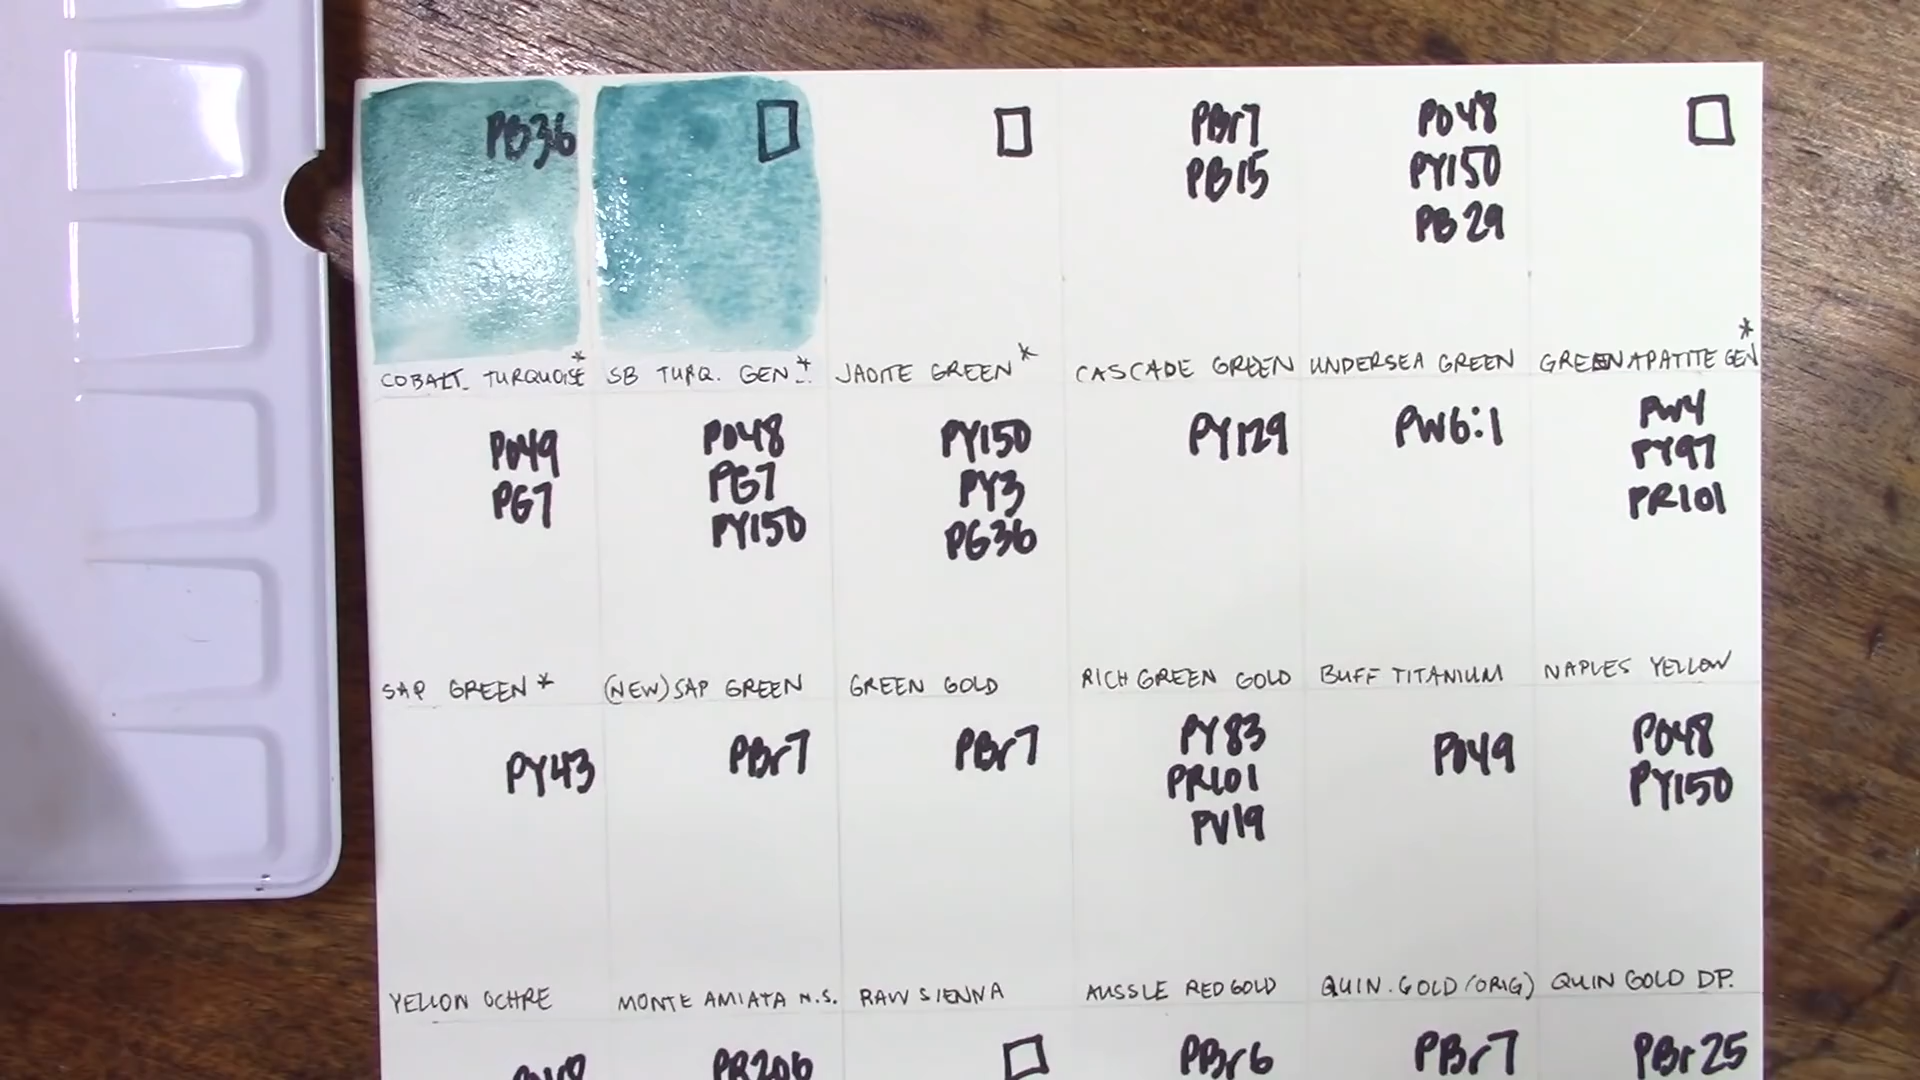 PB36
PBr7
PB15
PO48
PY150
PB29
COBALT TURQUOISE*
SB TURQ. GEN.*
JADITE GREEN*
CASCADE GREEN
UNDERSEA GREEN
GREEN APATITE GEN*
PO49
PG7
PO48
PG7
PY150
PY150
PY3
PG36
PY129
PW6:1
PW4
PY97
PR101
SAP GREEN*
(NEW) SAP GREEN
GREEN GOLD
RICH GREEN GOLD
BUFF TITANIUM
NAPLES YELLOW
PY43
PBr7
PBr7
PY83
PR101
PV19
PO49
PO48
PY150
YELLOW OCHRE
MONTE AMIATA N.S.
RAW SIENNA
AUSSIE RED GOLD
QUIN. GOLD (ORIG)
QUIN GOLD DP.
PR206
PBr6
PBr7
PBr25